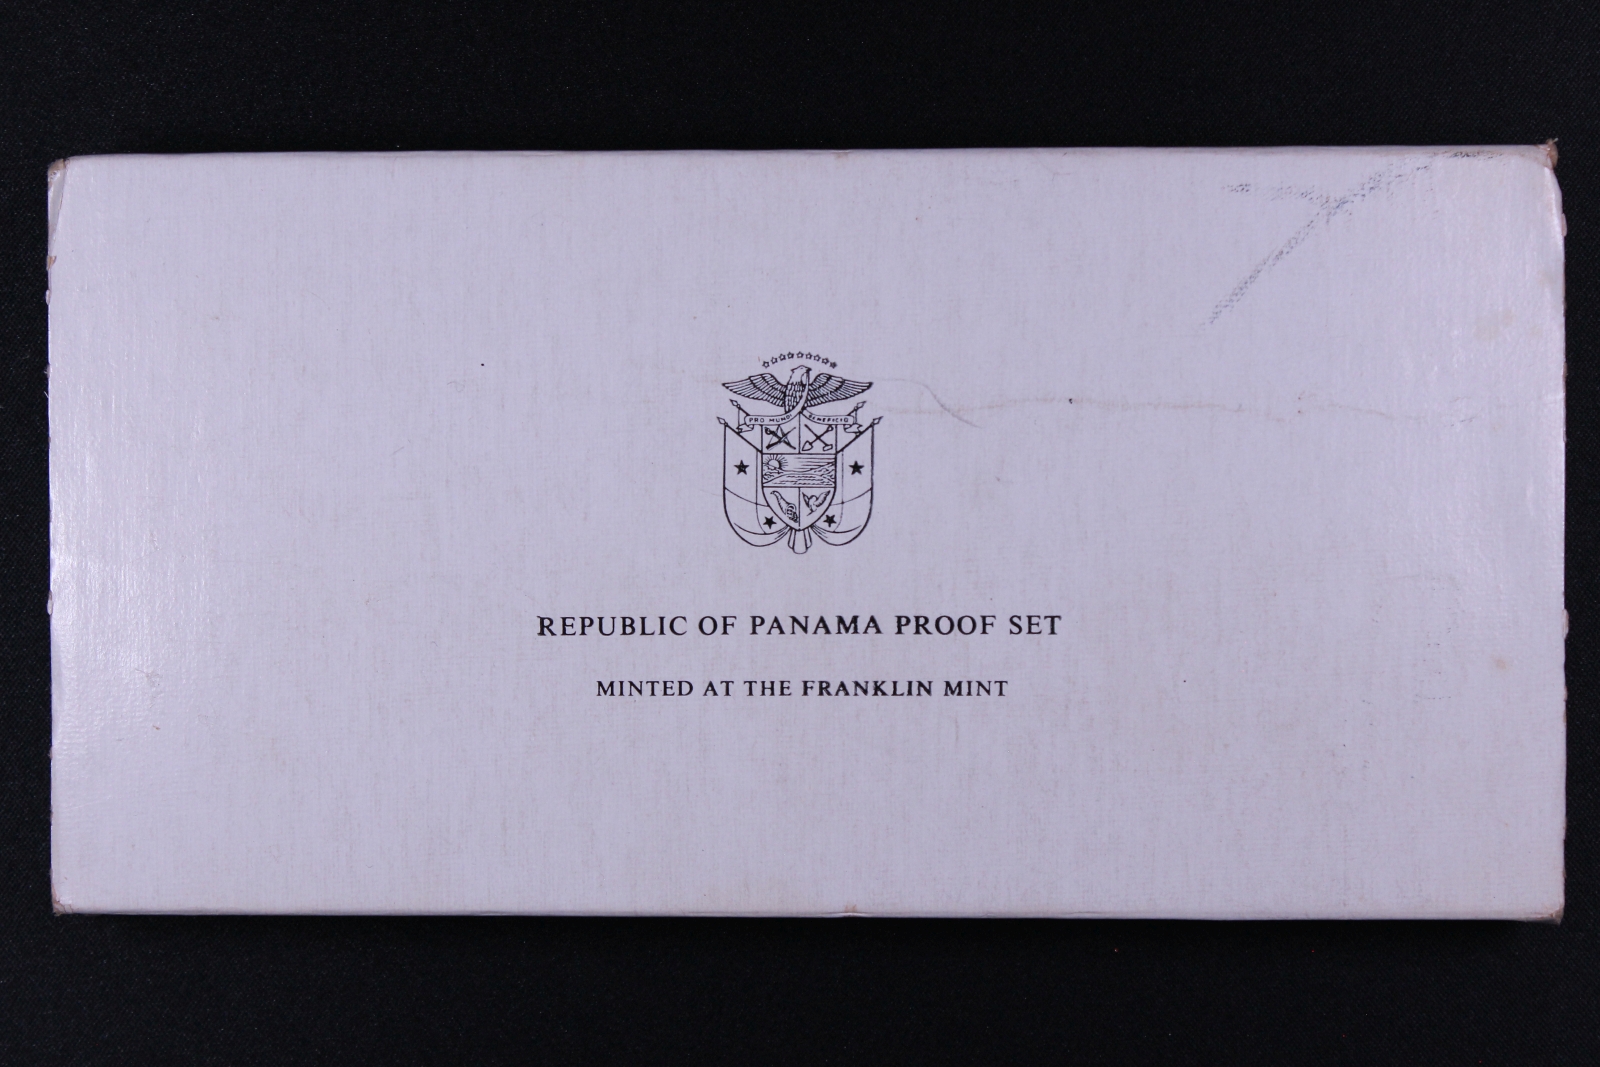 PRO MUNDI BENEFICIO
REPUBLIC OF PANAMA PROOF SET
MINTED AT THE FRANKLIN MINT